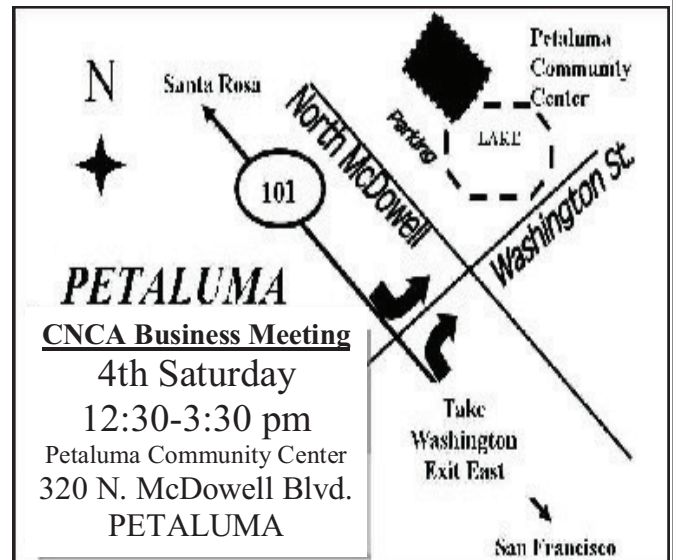 N
Santa Rosa
101
North McDowell
Parking
Petaluma
Community
Center
LAKE
Washington St.
PETALUMA
CNCA Business Meeting
4th Saturday
12:30-3:30 pm
Petaluma Community Center
320 N. McDowell Blvd.
PETALUMA
Take
Washington
Exit East
San Francisco